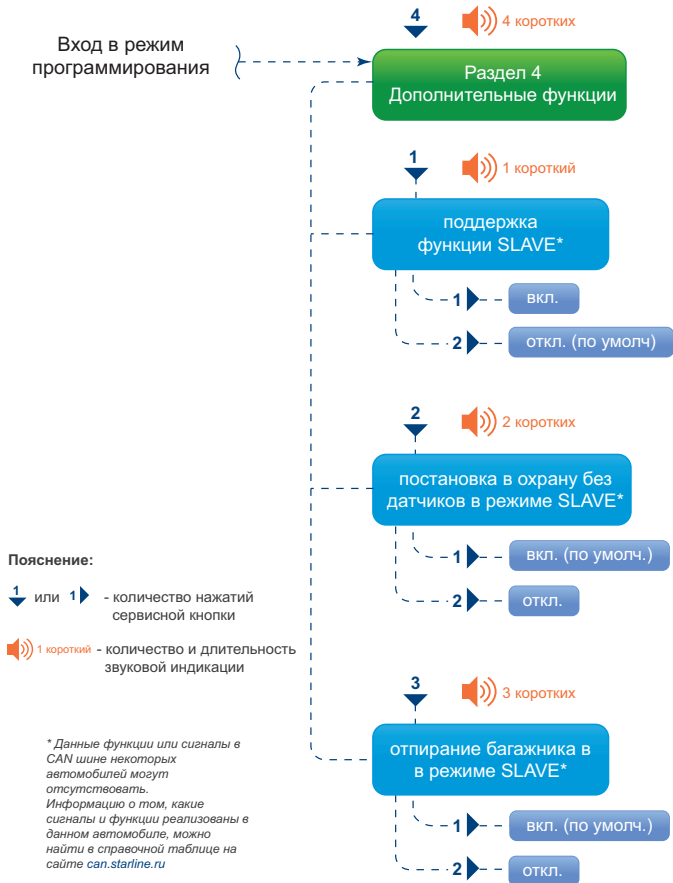 4
4 коротких
Вход в режим
программирования
Раздел 4
Дополнительные функции
1
1 короткий
поддержка
функции SLAVE*
1
вкл.
2
откл. (по умолч)
2
2 коротких
постановка в охрану без
датчиков в режиме SLAVE*
1
вкл. (по умолч.)
2
откл.
Пояснение:
1 или 1 - количество нажатий
сервисной кнопки
1 короткий - количество и длительность
звуковой индикации
3
3 коротких
отпирание багажника в
в режиме SLAVE*
1
вкл. (по умолч.)
2
откл.
* Данные функции или сигналы в
CAN шине некоторых
автомобилей могут
отсутствовать.
Информацию о том, какие
сигналы и функции реализованы в
данном автомобиле, можно
найти в справочной таблице на
сайте can.starline.ru